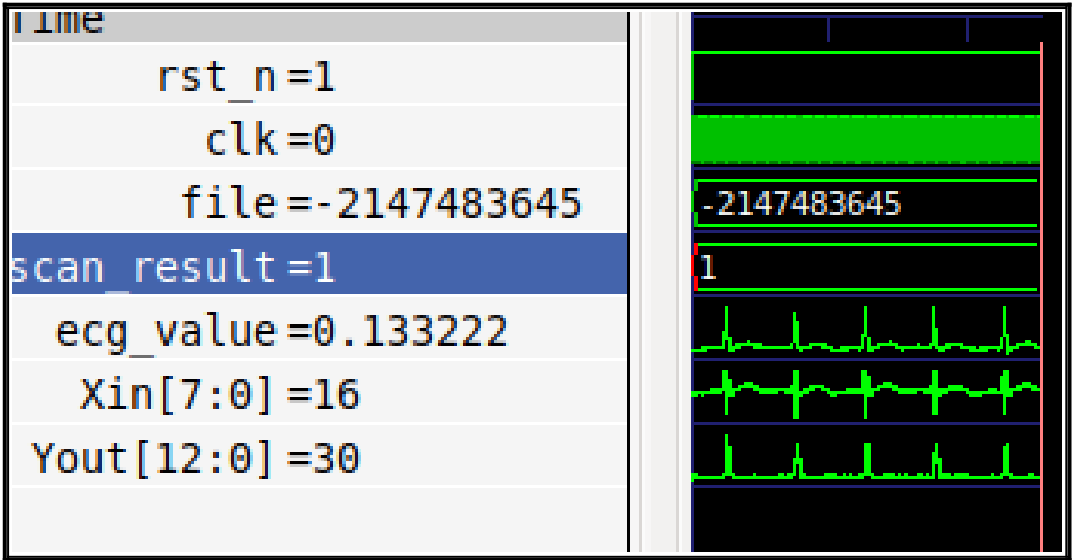 Time
rst_n=1
clk=0
file=-2147483645
-2147483645
scan_result=1
1
ecg_value=0.133222
Xin[7:0]=16
Yout[12:0]=30